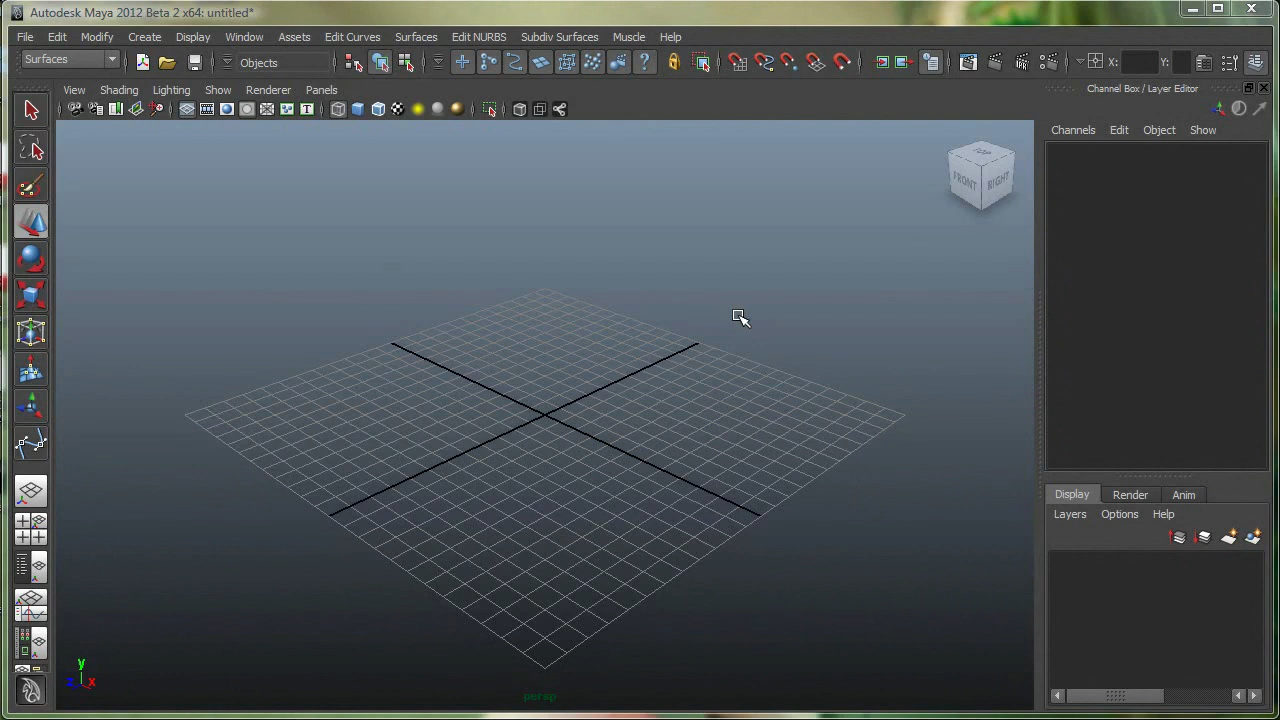 Autodesk Maya 2012 Beta 2 x64: untitled*
File Edit Modify Create Display Window Assets Edit Curves Surfaces Edit NURBS Subdiv Surfaces Muscle Help
Surfaces Objects X: Y:
View Shading Lighting Show Renderer Panels
Channel Box / Layer Editor
Channels Edit Object Show
TOP
FRONT RIGHT
Display Render Anim
Layers Options Help
y
z x
persp